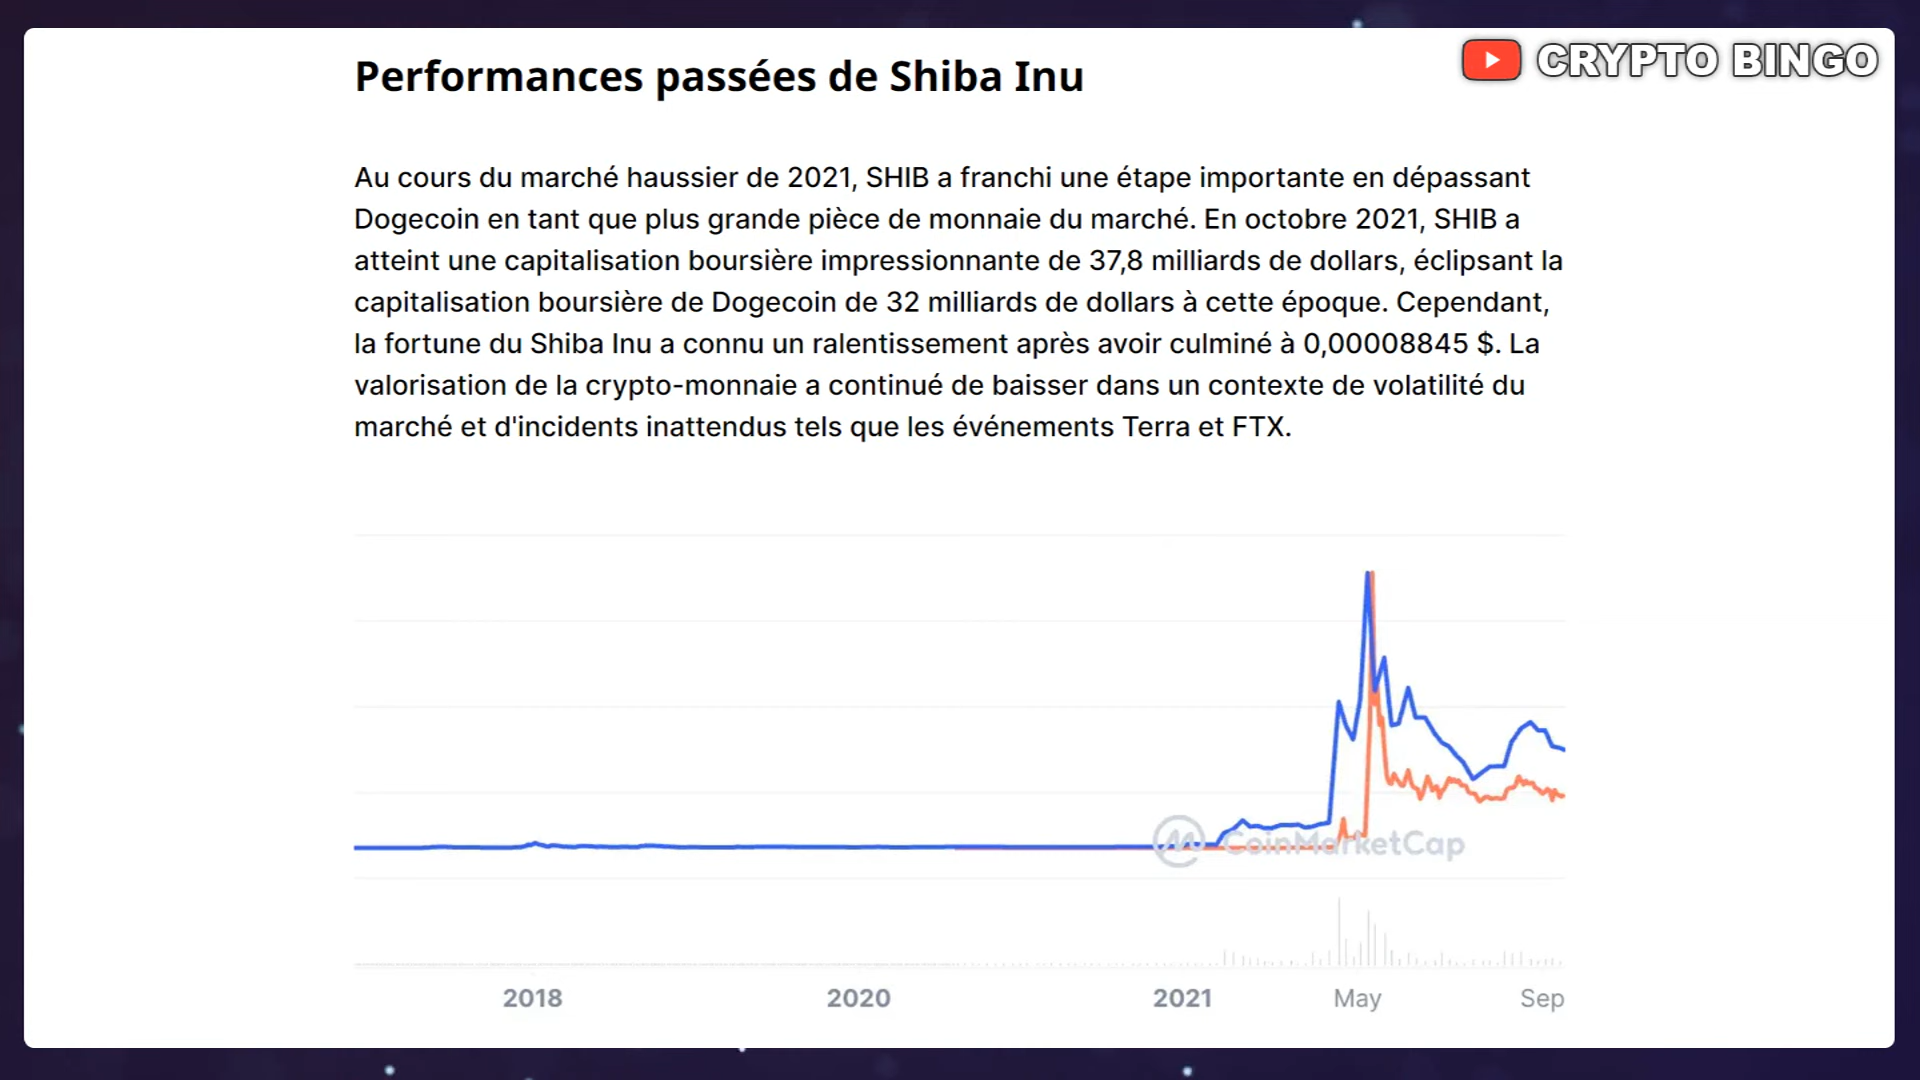 Performances passées de Shiba Inu
CRYPTO BINGO
Au cours du marché haussier de 2021, SHIB a franchi une étape importante en dépassant
Dogecoin en tant que plus grande pièce de monnaie du marché. En octobre 2021, SHIB a
atteint une capitalisation boursière impressionnante de 37,8 milliards de dollars, éclipsant la
capitalisation boursière de Dogecoin de 32 milliards de dollars à cette époque. Cependant,
la fortune du Shiba Inu a connu un ralentissement après avoir culminé à 0,00008845 $. La
valorisation de la crypto-monnaie a continué de baisser dans un contexte de volatilité du
marché et d'incidents inattendus tels que les événements Terra et FTX.
CoinMarketCap
2018 2020 2021 May Sep